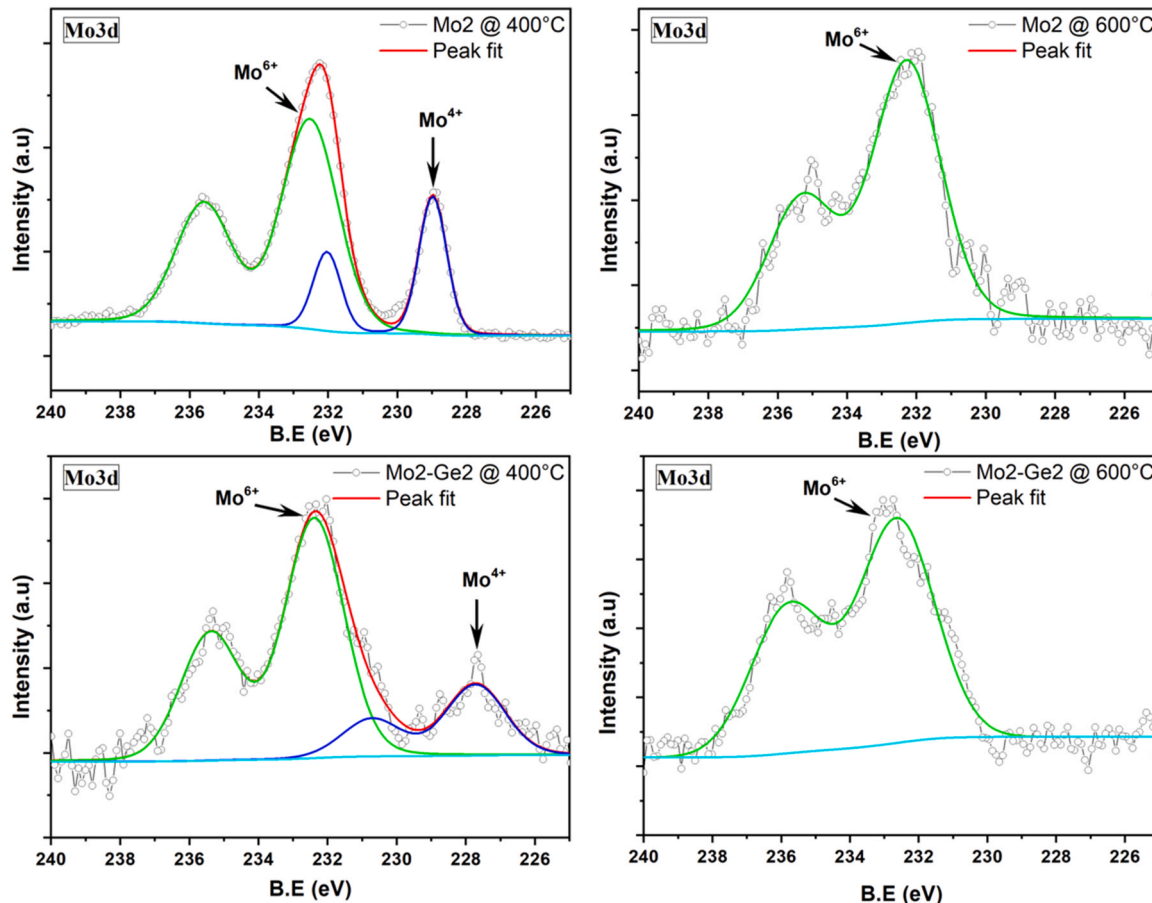 Mo3d
Mo2 @ 400°C
Peak fit
Mo6+
Mo4+
Intensity (a.u)
240 238 236 234 232 230 228 226
B.E (eV)
Mo3d
Mo2 @ 600°C
Peak fit
Mo6+
Intensity (a.u)
240 238 236 234 232 230 228 226
B.E (eV)
Mo3d
Mo2-Ge2 @ 400°C
Peak fit
Mo6+
Mo4+
Intensity (a.u)
240 238 236 234 232 230 228 226
B.E (eV)
Mo3d
Mo2-Ge2 @ 600°C
Peak fit
Mo6+
Intensity (a.u)
240 238 236 234 232 230 228 226
B.E (eV)